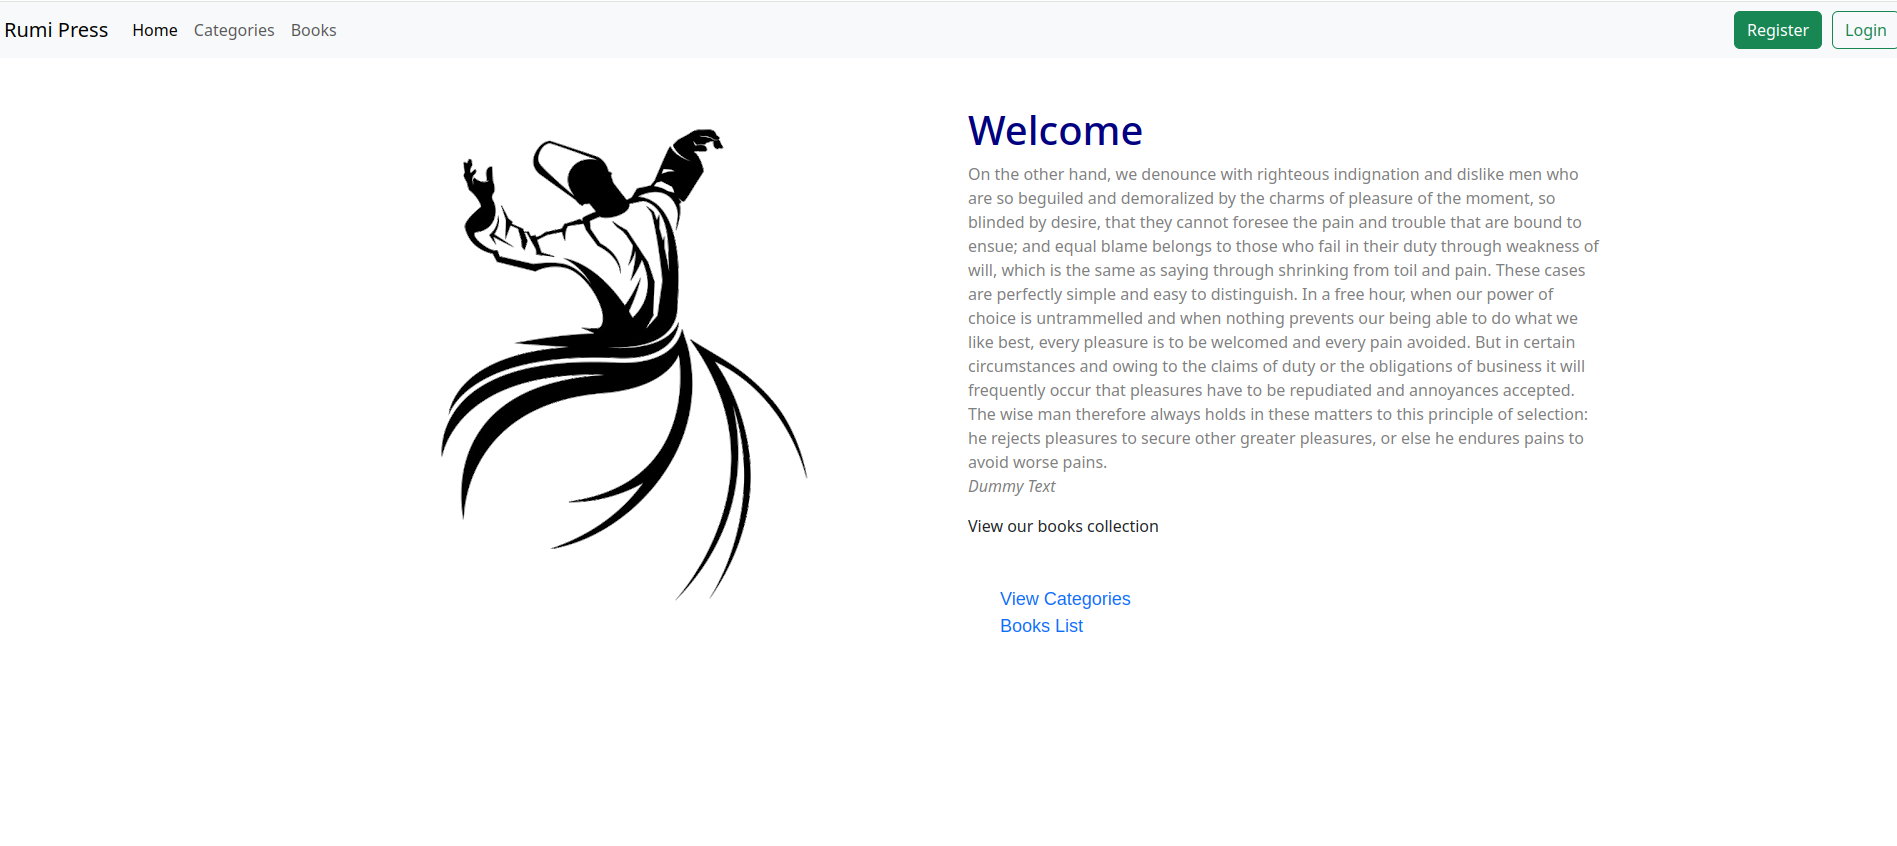 Rumi Press Home Categories Books Register Login
Welcome
On the other hand, we denounce with righteous indignation and dislike men who
are so beguiled and demoralized by the charms of pleasure of the moment, so
blinded by desire, that they cannot foresee the pain and trouble that are bound to
ensue; and equal blame belongs to those who fail in their duty through weakness of
will, which is the same as saying through shrinking from toil and pain. These cases
are perfectly simple and easy to distinguish. In a free hour, when our power of
choice is untrammelled and when nothing prevents our being able to do what we
like best, every pleasure is to be welcomed and every pain avoided. But in certain
circumstances and owing to the claims of duty or the obligations of business it will
frequently occur that pleasures have to be repudiated and annoyances accepted.
The wise man therefore always holds in these matters to this principle of selection:
he rejects pleasures to secure other greater pleasures, or else he endures pains to
avoid worse pains.
Dummy Text
View our books collection
View Categories
Books List